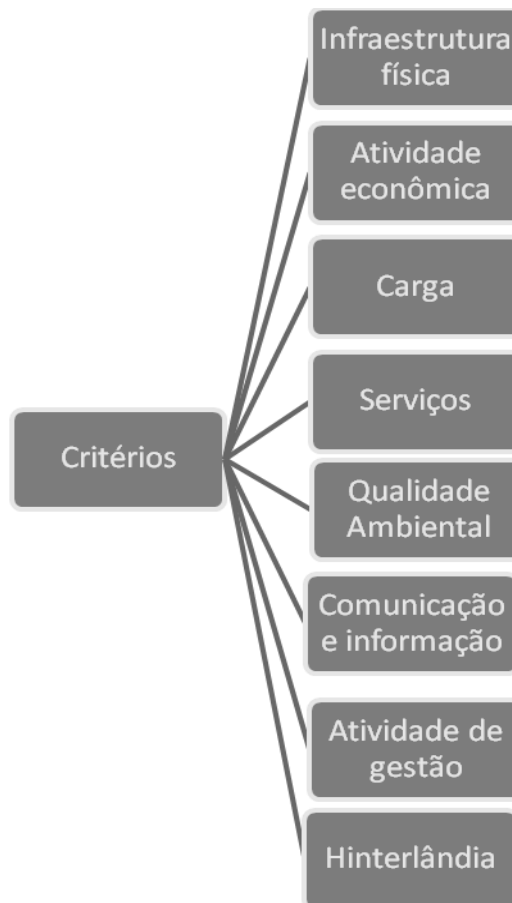 Infraestrutura
física
Atividade
econômica
Carga
Serviços
Critérios
Qualidade
Ambiental
Comunicação
e informação
Atividade de
gestão
Hinterlândia